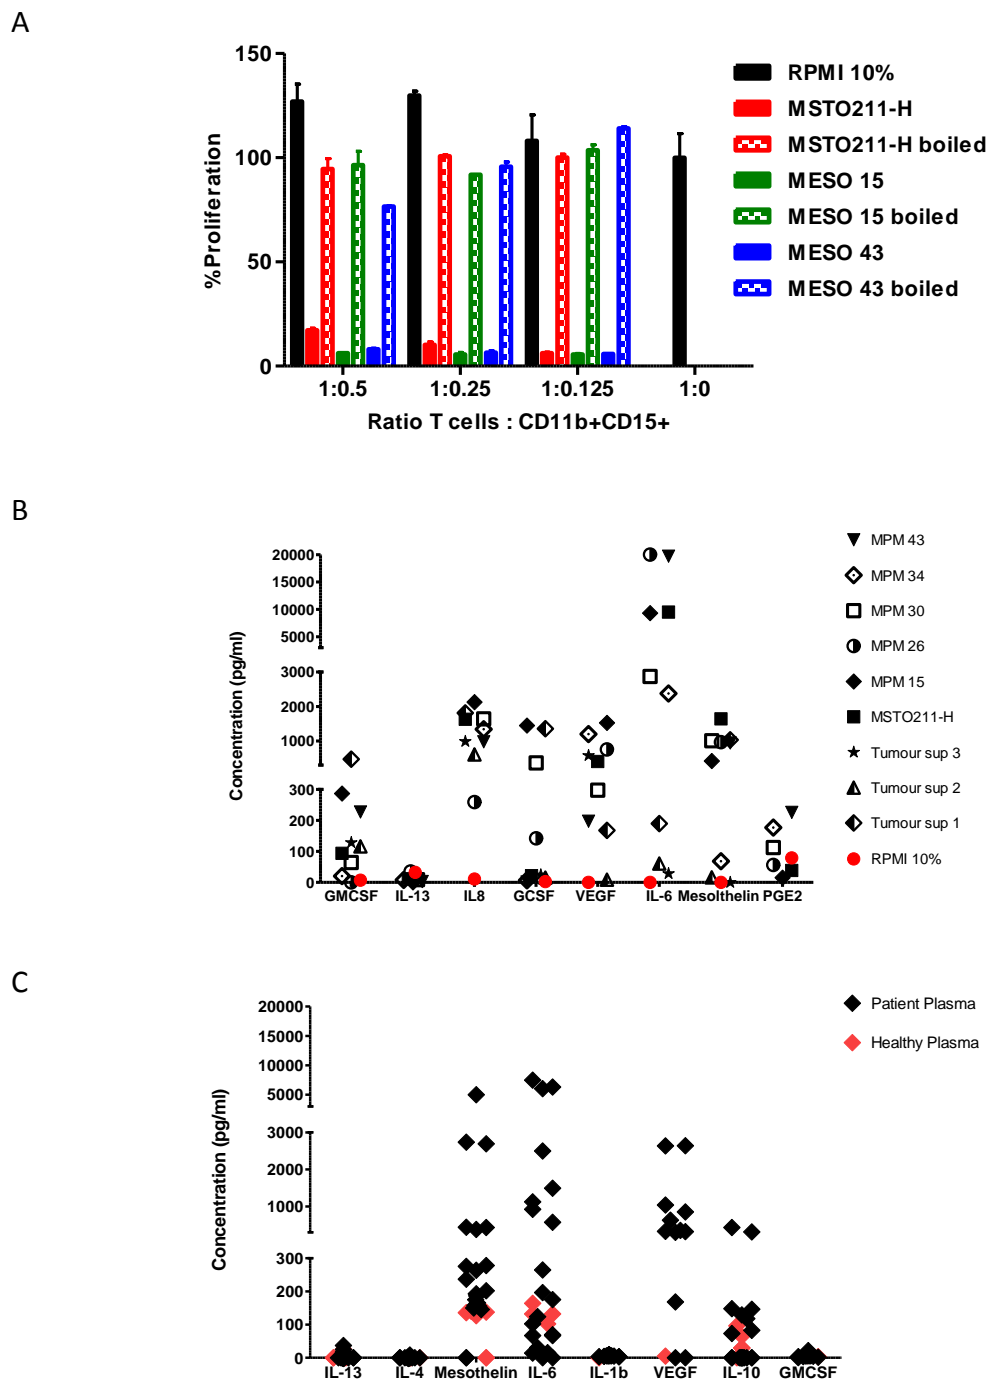 A
150
100
50
0
%Proliferation
1:0.5 1:0.25 1:0.125 1:0
Ratio T cells : CD11b+CD15+
RPMI 10%
MSTO211-H
MSTO211-H boiled
MESO 15
MESO 15 boiled
MESO 43
MESO 43 boiled
B
20000
15000
10000
5000
3000
2000
1000
300
200
100
0
Concentration (pg/ml)
GMCSF IL-13 IL8 GCSF VEGF IL-6 Mesolthelin PGE2
MPM 43
MPM 34
MPM 30
MPM 26
MPM 15
MSTO211-H
Tumour sup 3
Tumour sup 2
Tumour sup 1
RPMI 10%
C
20000
15000
10000
5000
3000
2000
1000
300
200
100
0
Concentration (pg/ml)
IL-13 IL-4 Mesothelin IL-6 IL-1b VEGF IL-10 GMCSF
Patient Plasma
Healthy Plasma